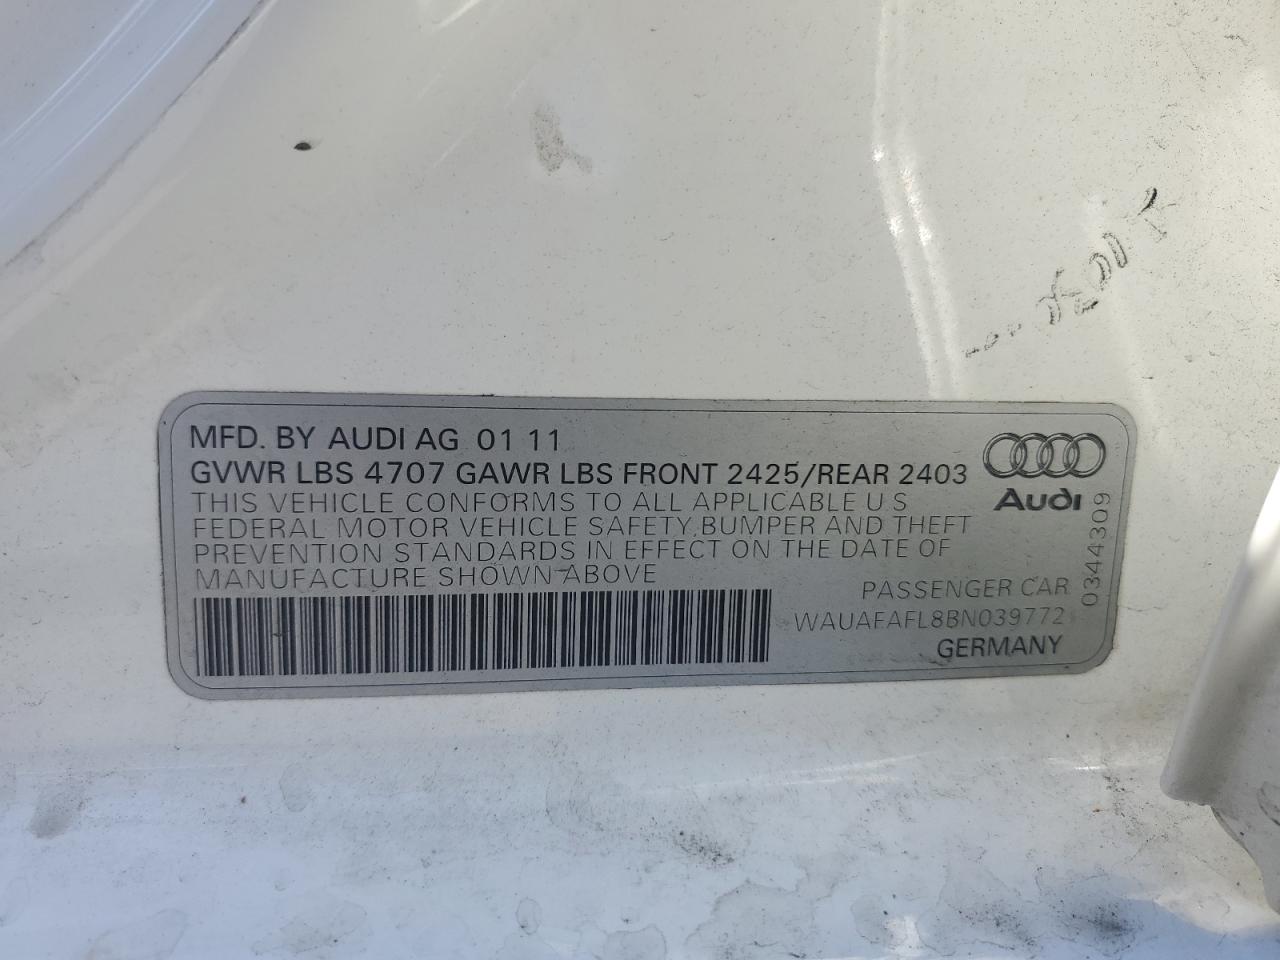 MFD. BY AUDI AG 01 11
GVWR LBS 4707 GAWR LBS FRONT 2425/REAR 2403
THIS VEHICLE CONFORMS TO ALL APPLICABLE U S
FEDERAL MOTOR VEHICLE SAFETY, BUMPER AND THEFT
PREVENTION STANDARDS IN EFFECT ON THE DATE OF
MANUFACTURE SHOWN ABOVE
Audi
0344309
PASSENGER CAR
WAUAFAFL8BN039772
GERMANY